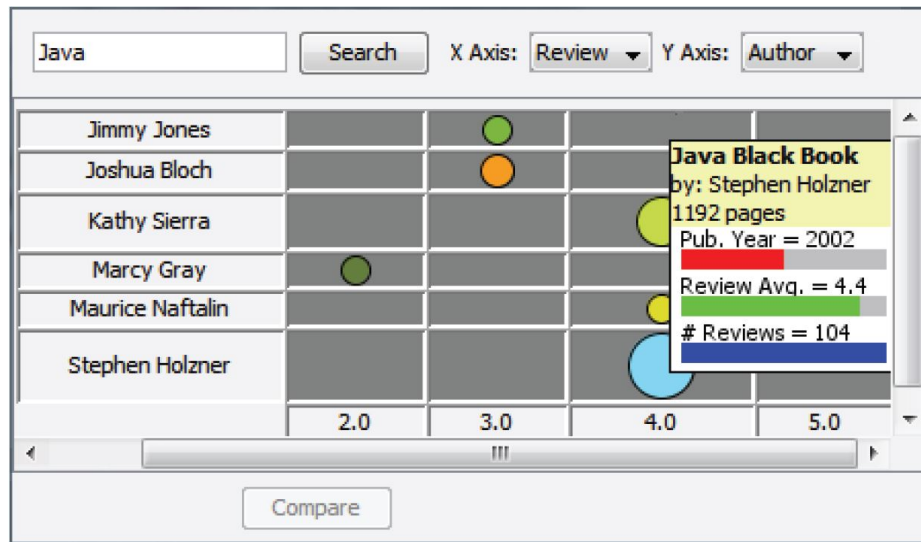 Java Search X Axis: Review Y Axis: Author
Jimmy Jones
Joshua Bloch
Kathy Sierra
Marcy Gray
Maurice Naftalin
Stephen Holzner
Java Black Book
by: Stephen Holzner
1192 pages
Pub. Year = 2002
Review Avg. = 4.4
# Reviews = 104
2.0 3.0 4.0 5.0
Compare